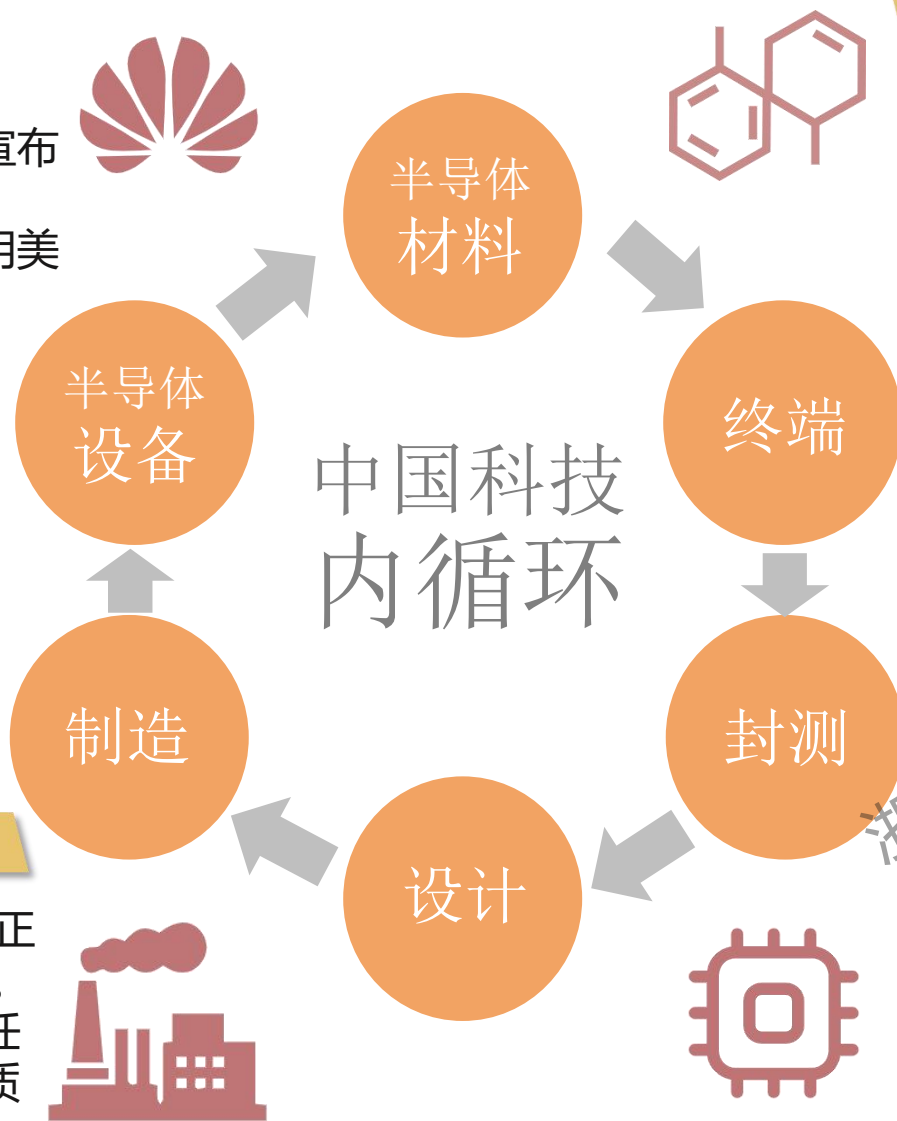 宣布
用美
半导体
材料
半导体
设备
终端
中国科技
内循环
制造
封测
设计
正
。
任
质